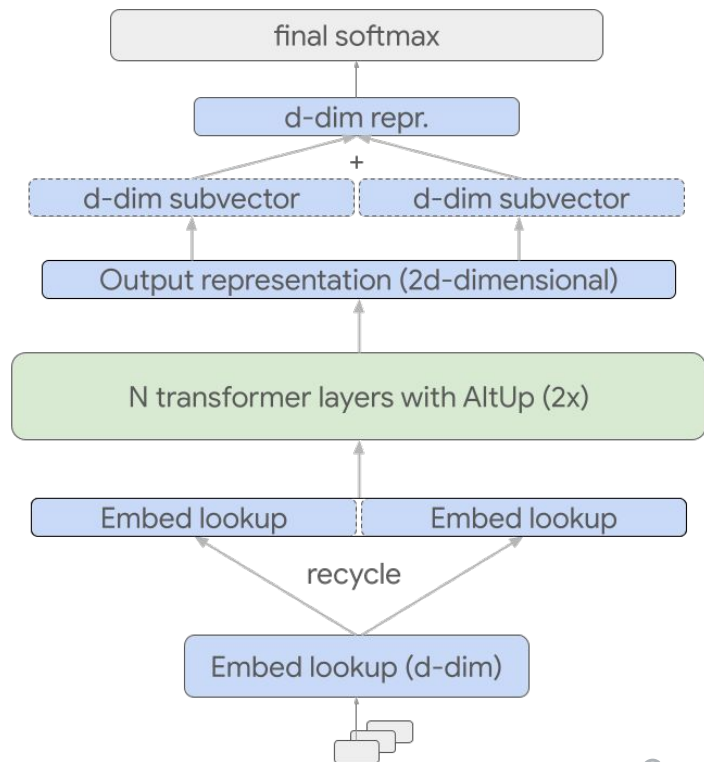 final softmax
d-dim repr.
+
d-dim subvector d-dim subvector
Output representation (2d-dimensional)
N transformer layers with AltUp (2x)
Embed lookup Embed lookup
recycle
Embed lookup (d-dim)